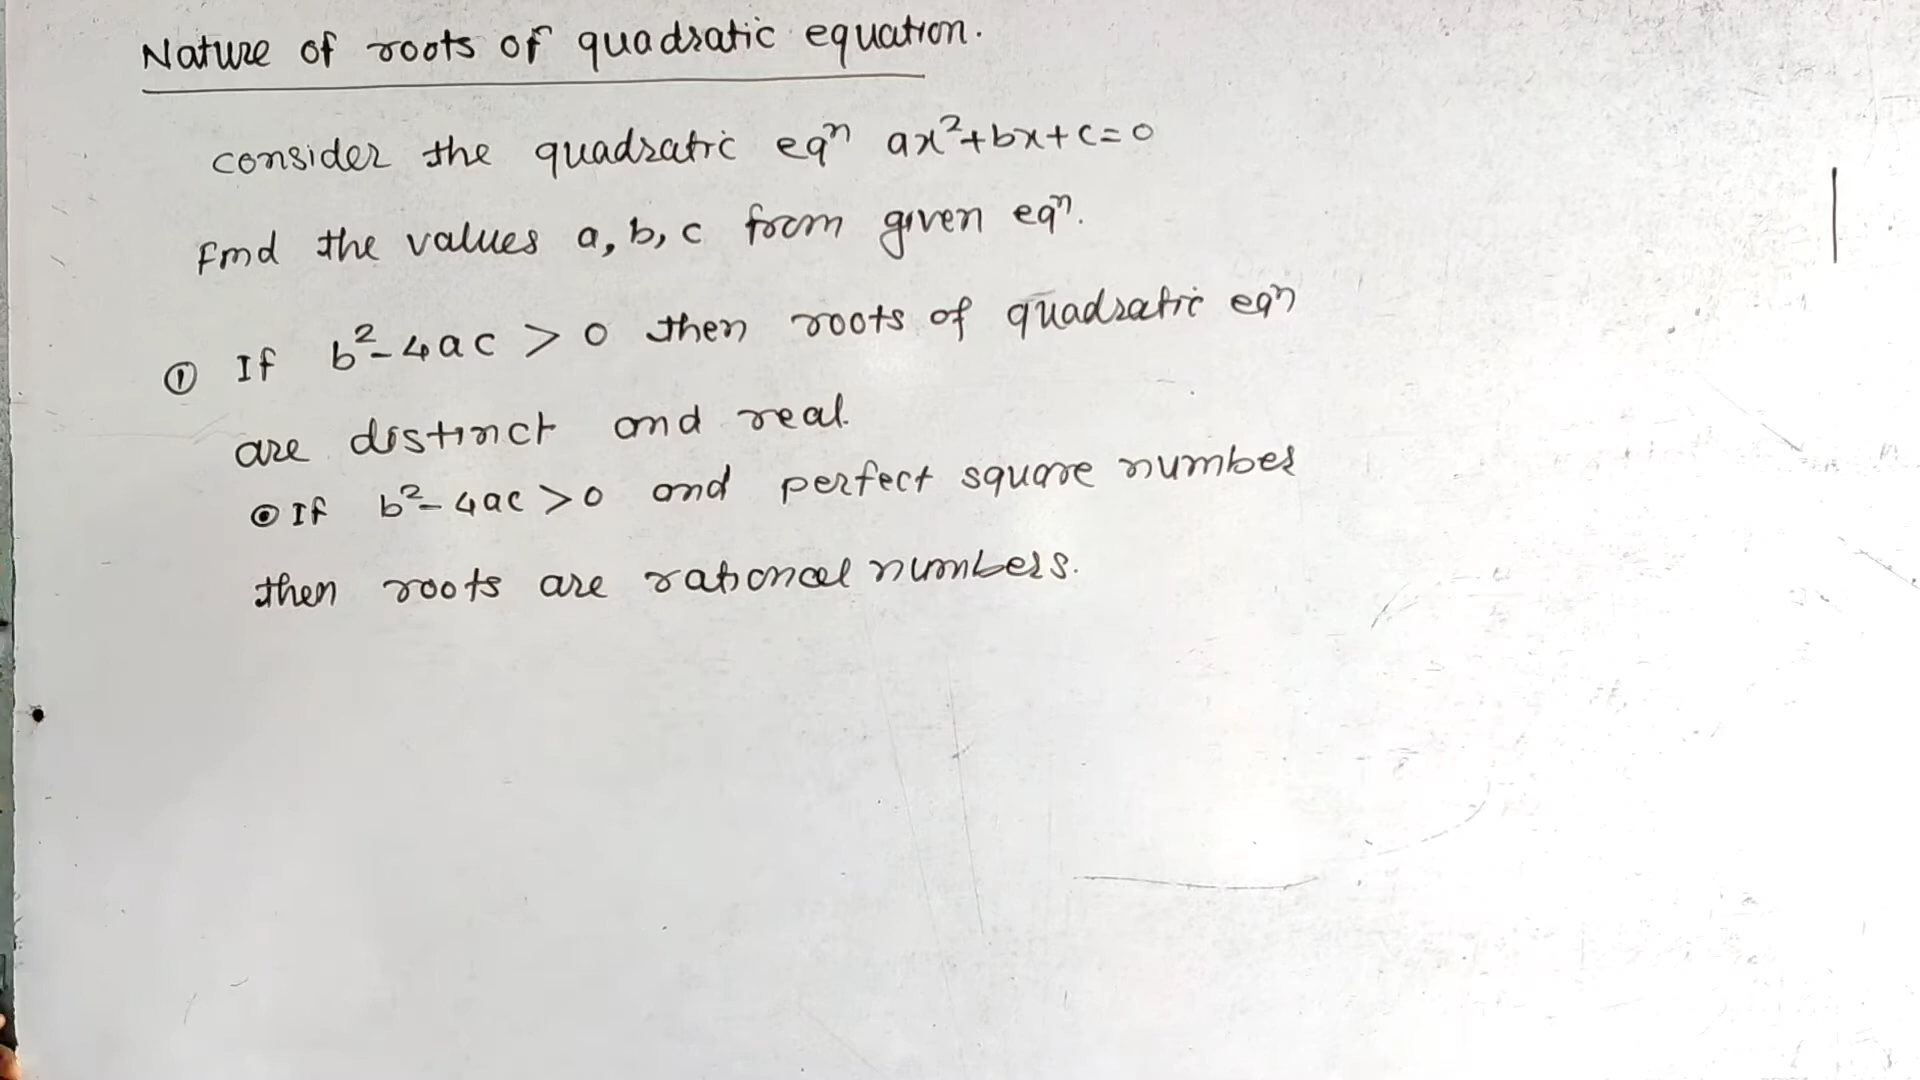 Nature of roots of quadratic equation.
consider the quadratic eqⁿ ax²+bx+c=0
Find the values a, b, c from given eqⁿ.
① If b²-4ac > 0 then roots of quadratic eqⁿ
are distinct and real.
⊙ If b²-4ac >0 and perfect square number
then roots are rational numbers.